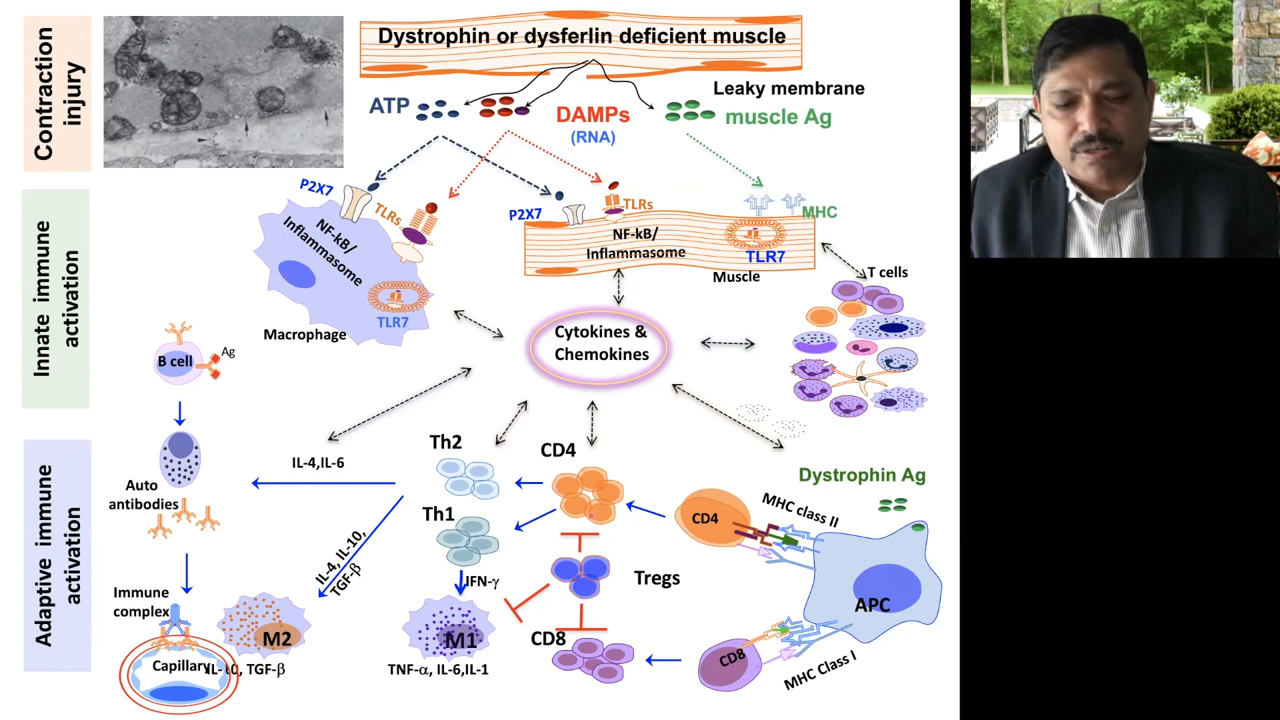 Contraction
injury
Dystrophin or dysferlin deficient muscle
Leaky membrane
ATP
DAMPs
(RNA)
muscle Ag
Innate immune
activation
P2X7
TLRs
NF-kB/
Inflammasome
TLR7
Macrophage
P2X7
TLRs
NF-kB/
Inflammasome
MHC
TLR7
Muscle
T cells
Cytokines &
Chemokines
B cell
Ag
Adaptive immune
activation
Auto
antibodies
IL-4,IL-6
Th2
CD4
Th1
IL-4, IL-10,
TGF-β
IFN-γ
Dystrophin Ag
MHC class II
CD4
Tregs
APC
Immune
complex
Capillary
M2
IL-10, TGF-β
M1
TNF-α, IL-6,IL-1
CD8
CD8
MHC Class I